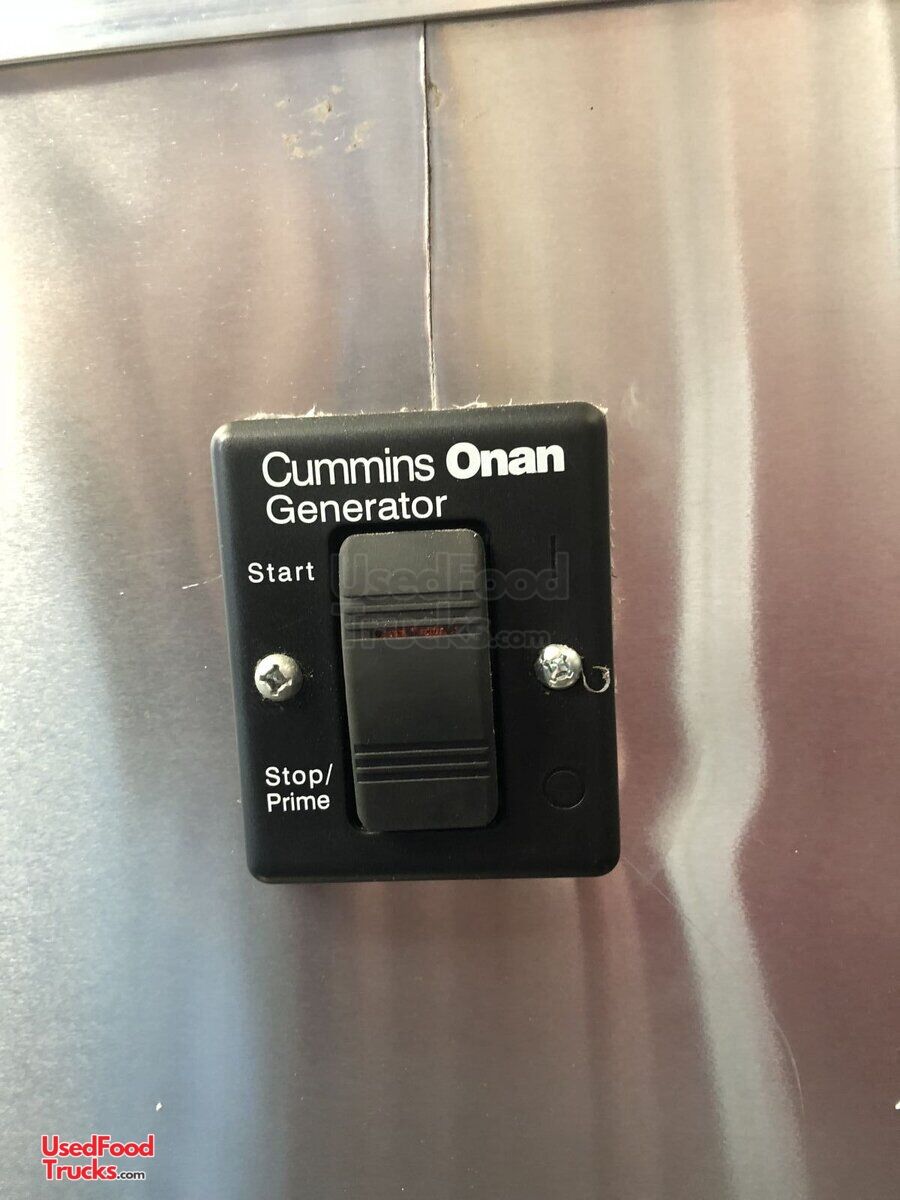 Cummins Onan
Generator
Start
UsedFood
Trucks.com
Stop/
Prime
UsedFood
Trucks.com